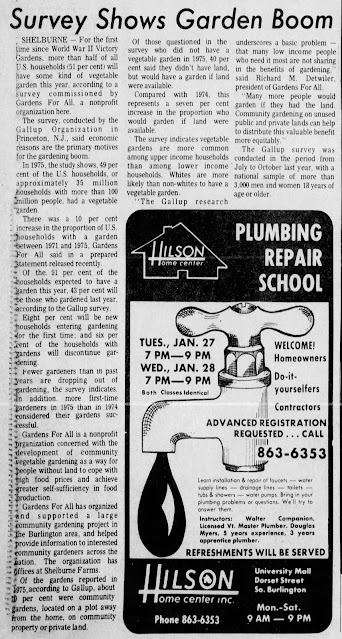 Survey Shows Garden Boom
SHELBURNE — For the first
time since World War II Victory
Gardens, more than half of all
U.S. households (51 per cent) will
have some kind of vegetable
garden this year, according to a
survey commissioned by
Gardens For All, a nonprofit
organization here.
The survey, conducted by the
Gallup Organization in
Princeton, N.J., said economic
reasons are the primary motives
for the gardening boom.
In 1975, the study shows, 49 per
cent of the U.S. households, or
approximately 35 million
households with more than 100
million people, had a vegetable
garden.
There was a 10 per cent
increase in the proportion of U.S.
households with a garden
between 1971 and 1975, Gardens
For All said in a prepared
statement released recently.
Of the 51 per cent of the
households expected to have a
garden this year, 43 per cent will
be those who gardened last year,
according to the Gallup survey.
Eight per cent will be new
households entering gardening
for the first time; and six per
cent of the households with
gardens will discontinue gar-
dening.
Fewer gardeners than in past
years are dropping out of
gardening, the survey indicates.
In addition, more first-time
gardeners in 1975 than in 1974
considered their gardens suc-
cessful.
Gardens For All is a nonprofit
organization concerned with the
development of community
vegetable gardening as a way for
people without land to cope with
high food prices and achieve
greater self-sufficiency in food
production.
Gardens For All has organized
and supported a large
community gardening project in
the Burlington area, and helped
provide information to interested
community gardeners across the
nation. The organization has
offices at Shelburne Farms.
Of the gardens reported in
1975, according to Gallup, about
0 per cent were community
gardens, located on a plot away
from the home, on community
property or private land.
Of those questioned in the
survey who did not have a
vegetable garden in 1975, 40 per
cent said they didn't have land,
but would have a garden if land
were available.
Compared with 1974, this
represents a seven per cent
increase in the proportion who
would garden if land were
available.
The survey indicates vegetable
gardens are more common
among upper income households
than among lower income
households. Whites are more
likely than non-whites to have a
vegetable garden.
"The Gallup research
underscores a basic problem —
that many low income people
who need it most are not sharing
in the benefits of gardening,"
said Richard M. Detwiler,
president of Gardens For All.
"Many more people would
garden if they had the land.
Community gardening on unused
public and private lands can help
to distribute this valuable benefit
more equitably."
The Gallup survey was
conducted in the period from
July to October last year, with a
national sample of more than
3,000 men and women 18 years of
age or older.
HILSON
Home center
PLUMBING
REPAIR
SCHOOL
TUES., JAN. 27
7 PM—9 PM
WED., JAN. 28
7 PM—9 PM
Both Classes Identical
WELCOME!
Homeowners
Do-it-
yourselfers
Contractors
ADVANCED REGISTRATION
REQUESTED . . . CALL
863-6353
Learn installation & repair of faucets — water
supply lines — drainage lines — toilets —
tubs & showers — water pumps. Bring in your
plumbing problems or questions. We'll try to
answer them.
Instructors: Walter Companion,
Licensed Vt. Master Plumber. Douglas
Myers, 5 years experience, 3 years
apprentice plumber.
REFRESHMENTS WILL BE SERVED
HILSON
Home center inc.
Phone 863-6353
University Mall
Dorset Street
So. Burlington
Mon.-Sat.
9 AM — 9 PM